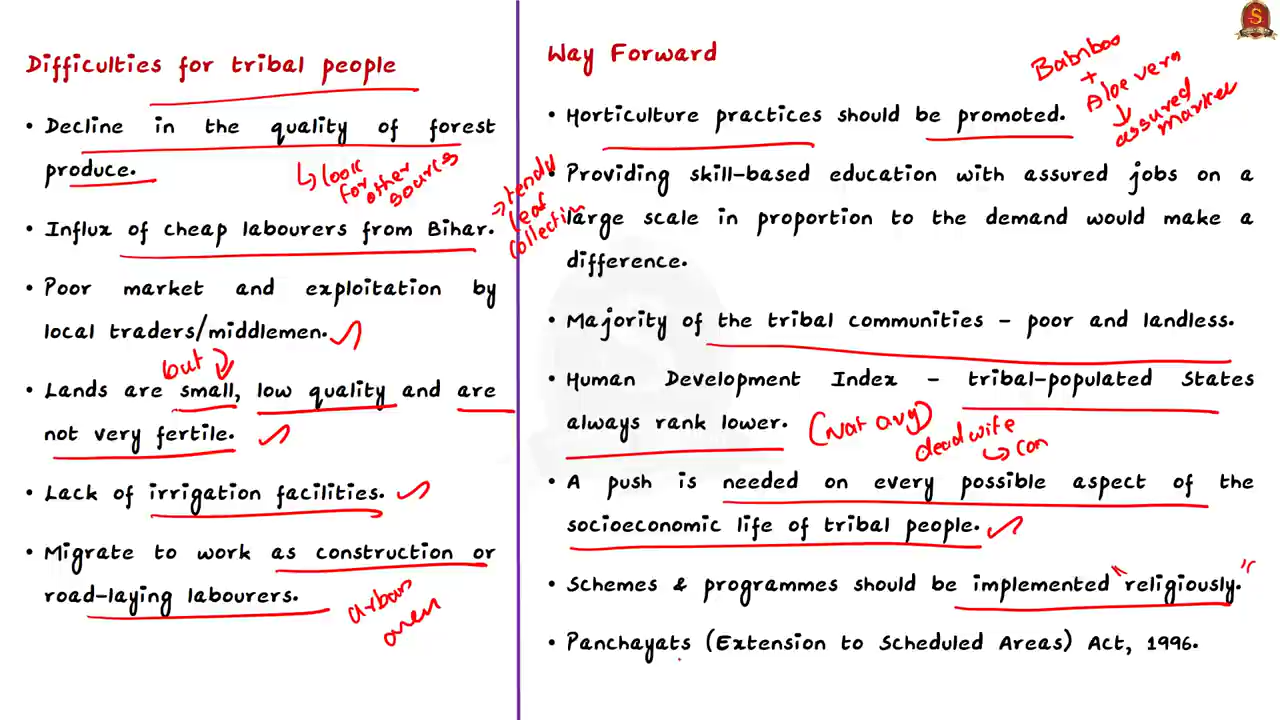 Difficulties for tribal people
• Decline in the quality of forest
produce.
↳ look
for other
sources
• Influx of cheap labourers from Bihar.
→ tendu
leaf
collection
• Poor market and exploitation by
local traders/middlemen.
but
• Lands are small, low quality and are
not very fertile.
• Lack of irrigation facilities.
• Migrate to work as construction or
road-laying labourers.
urban
area
Way Forward
Bamboo
+
Aloe vera
↓
assured
market
• Horticulture practices should be promoted.
• Providing skill-based education with assured jobs on a
large scale in proportion to the demand would make a
difference.
• Majority of the tribal communities - poor and landless.
• Human Development Index - tribal-populated States
always rank lower.
(Nat avg)
dead wife
↳ con
• A push is needed on every possible aspect of the
socioeconomic life of tribal people.
• Schemes & programmes should be implemented "religiously."
• Panchayats (Extension to Scheduled Areas) Act, 1996.